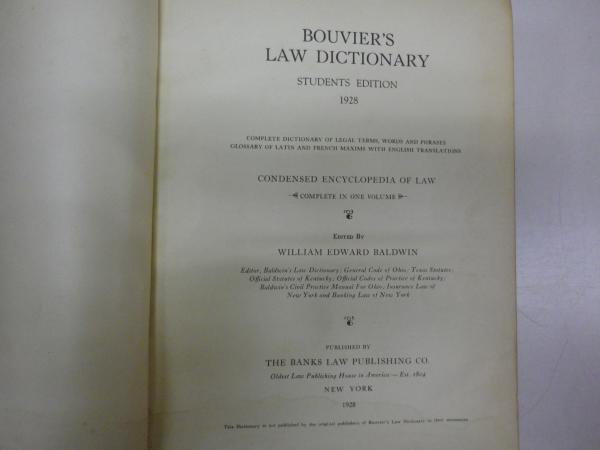 BOUVIER'S
LAW DICTIONARY
STUDENTS EDITION
1928
COMPLETE DICTIONARY OF LEGAL TERMS, WORDS AND PHRASES
GLOSSARY OF LATIN AND FRENCH MAXIMS WITH ENGLISH TRANSLATIONS
CONDENSED ENCYCLOPEDIA OF LAW
COMPLETE IN ONE VOLUME
EDITED BY
WILLIAM EDWARD BALDWIN
Editor, Baldwin's Law Dictionary; General Code of Ohio; Texas Statutes;
Official Statutes of Kentucky; Official Codes of Practice of Kentucky;
Baldwin's Civil Practice Manual For Ohio; Insurance Law of
New York and Banking Law of New York
PUBLISHED BY
THE BANKS LAW PUBLISHING CO.
Oldest Law Publishing House in America — Est. 1804
NEW YORK
1928
This Dictionary is not published by the original publishers of Bouvier's Law Dictionary or their successors